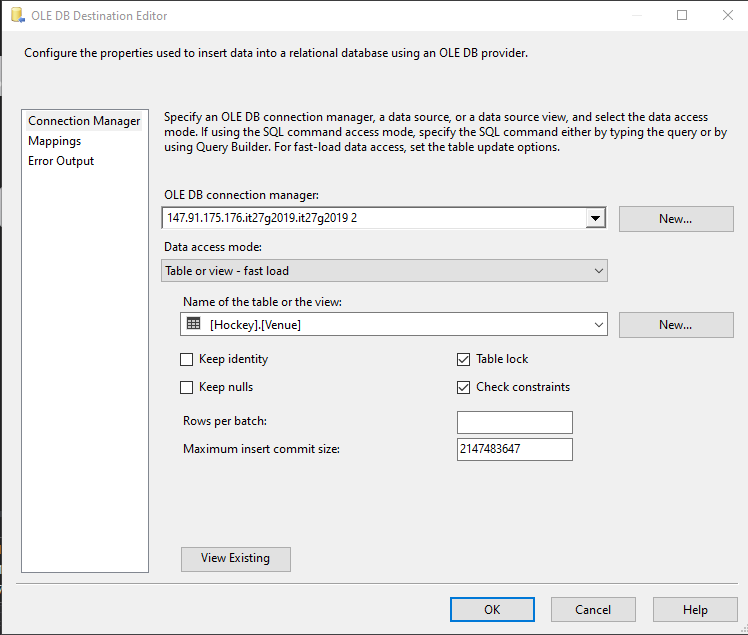 OLE DB Destination Editor
Configure the properties used to insert data into a relational database using an OLE DB provider.
Connection Manager
Mappings
Error Output
Specify an OLE DB connection manager, a data source, or a data source view, and select the data access
mode. If using the SQL command access mode, specify the SQL command either by typing the query or by
using Query Builder. For fast-load data access, set the table update options.
OLE DB connection manager:
147.91.175.176.it27g2019.it27g2019 2
New...
Data access mode:
Table or view - fast load
Name of the table or the view:
[Hockey].[Venue]
New...
Keep identity
Table lock
Keep nulls
Check constraints
Rows per batch:
Maximum insert commit size:
2147483647
View Existing
OK
Cancel
Help